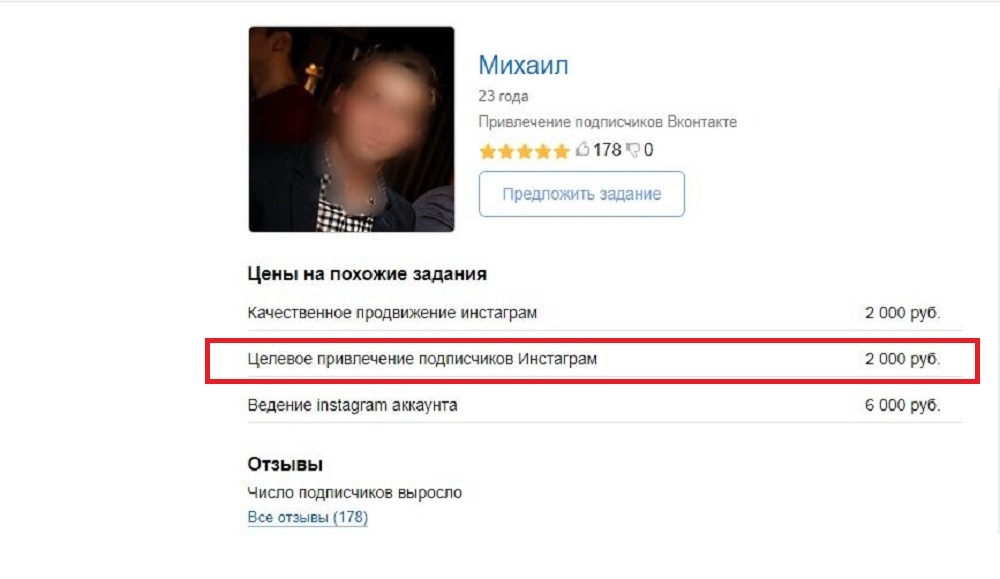 Михаил
23 года
Привлечение подписчиков Вконтакте
178 0
Предложить задание
Цены на похожие задания
Качественное продвижение инстаграм 2 000 руб.
Целевое привлечение подписчиков Инстаграм 2 000 руб.
Ведение instagram аккаунта 6 000 руб.
Отзывы
Число подписчиков выросло
Все отзывы (178)